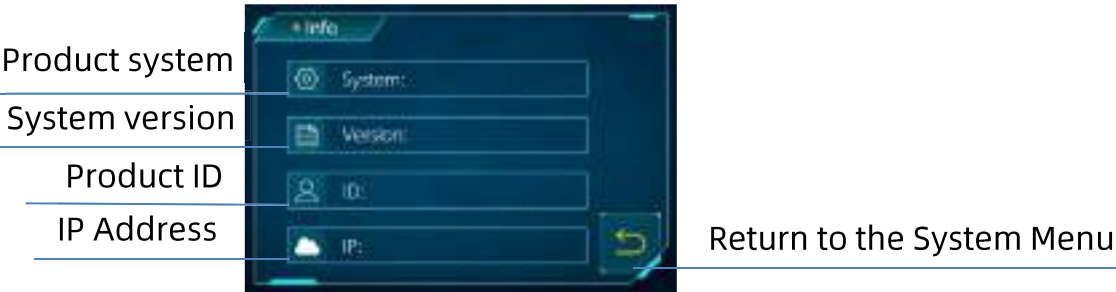 + Info
Product system
System:
System version
Version:
Product ID
ID:
IP Address
IP:
Return to the System Menu